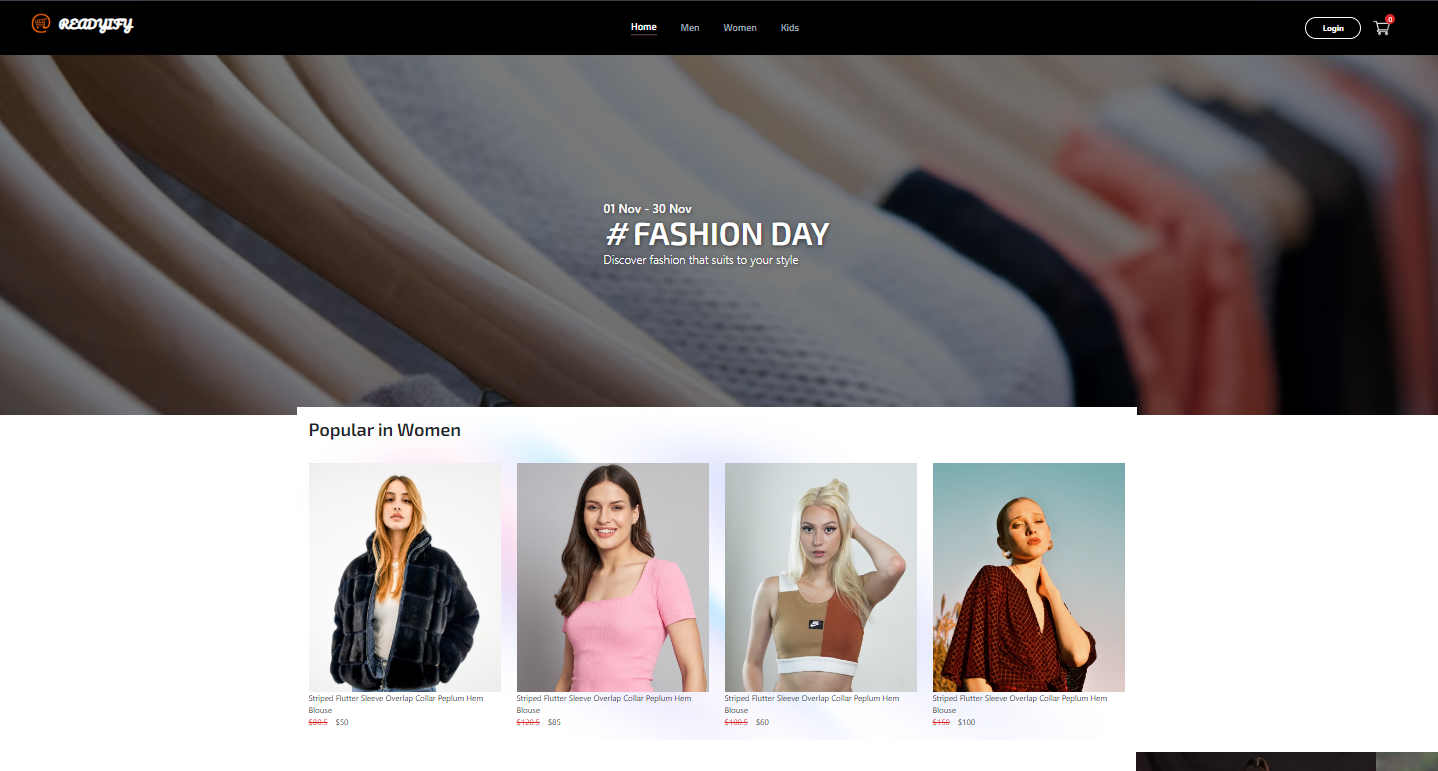 READYIFY
Home Men Women Kids
Login
0
01 Nov - 30 Nov
#FASHION DAY
Discover fashion that suits to your style
Popular in Women
Striped Flutter Sleeve Overlap Collar Peplum Hem
Blouse
$80.5 $50
Striped Flutter Sleeve Overlap Collar Peplum Hem
Blouse
$120.5 $85
Striped Flutter Sleeve Overlap Collar Peplum Hem
Blouse
$100.5 $60
Striped Flutter Sleeve Overlap Collar Peplum Hem
Blouse
$150 $100